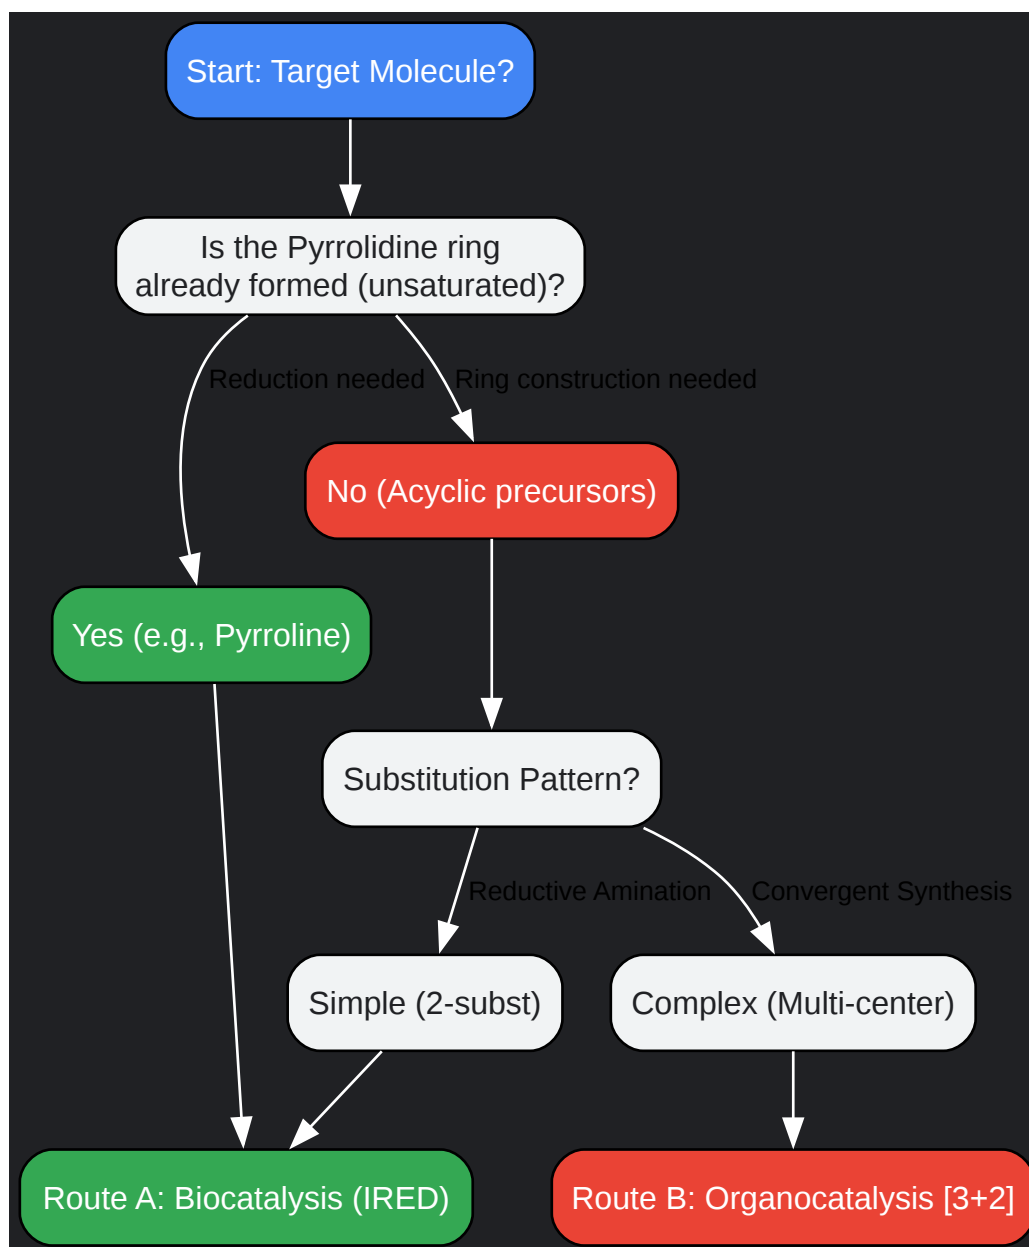 Start: Target Molecule?
Is the Pyrrolidine ring
already formed (unsaturated)?
Reduction needed
Ring construction needed
No (Acyclic precursors)
Yes (e.g., Pyrroline)
Substitution Pattern?
Reductive Amination
Convergent Synthesis
Simple (2-subst)
Complex (Multi-center)
Route A: Biocatalysis (IRED)
Route B: Organocatalysis [3+2]